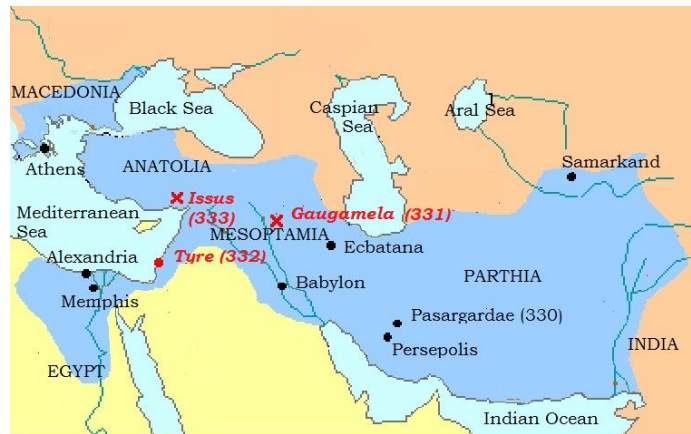 MACEDONIA
Black Sea
Caspian
Sea
Aral Sea
Athens
ANATOLIA
Samarkand
Issus
(333)
Gaugamela (331)
Mediterranean
Sea
MESOPTAMIA
Ecbatana
Alexandria
Tyre (332)
Babylon
PARTHIA
Memphis
Pasargadae (330)
Persepolis
INDIA
EGYPT
Indian Ocean